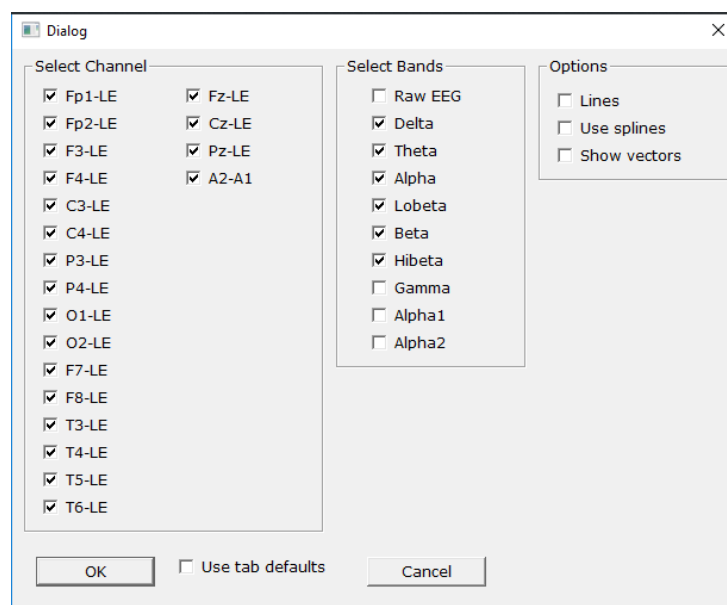 Dialog
Select Channel
Fp1-LE
Fp2-LE
F3-LE
F4-LE
C3-LE
C4-LE
P3-LE
P4-LE
O1-LE
O2-LE
F7-LE
F8-LE
T3-LE
T4-LE
T5-LE
T6-LE
Fz-LE
Cz-LE
Pz-LE
A2-A1
Select Bands
Raw EEG
Delta
Theta
Alpha
Lobeta
Beta
Hibeta
Gamma
Alpha1
Alpha2
Options
Lines
Use splines
Show vectors
OK
Use tab defaults
Cancel